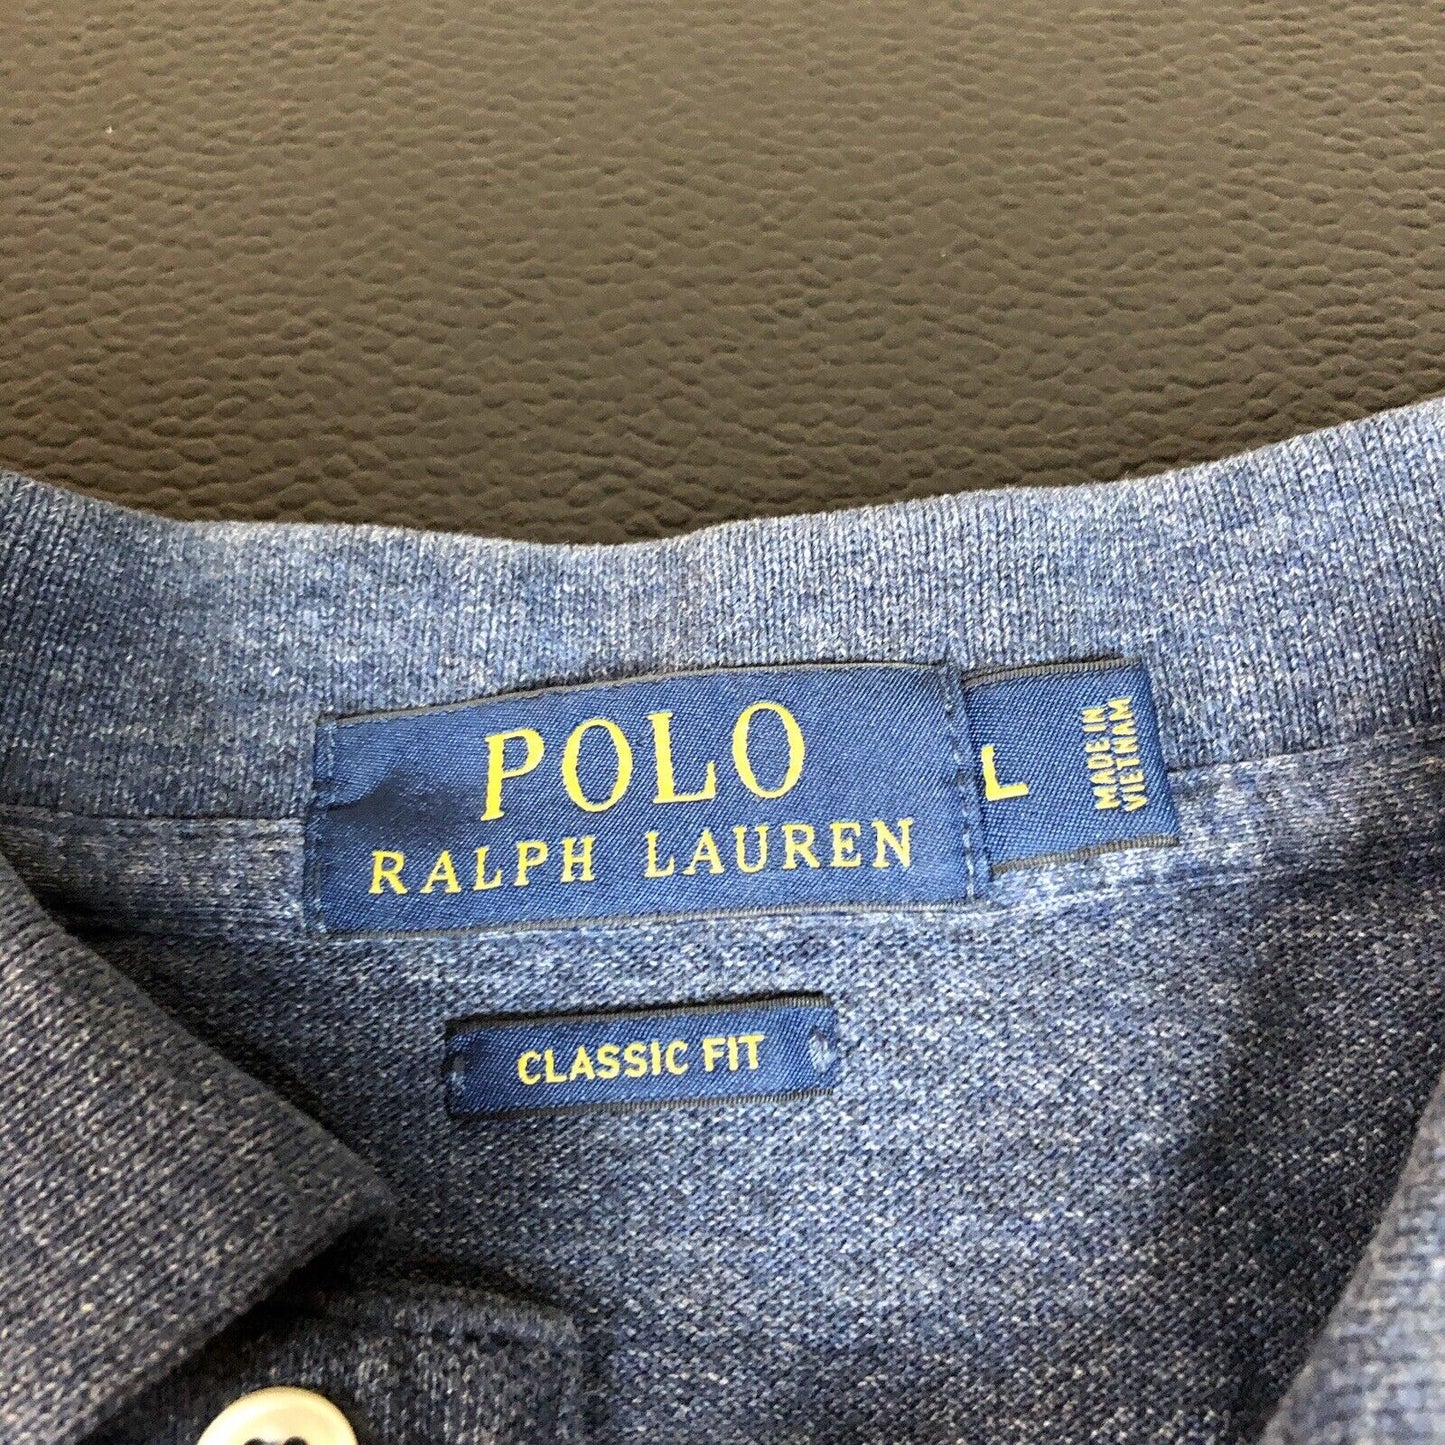 POLO
RALPH LAUREN
L
MADE IN
VIETNAM
CLASSIC FIT